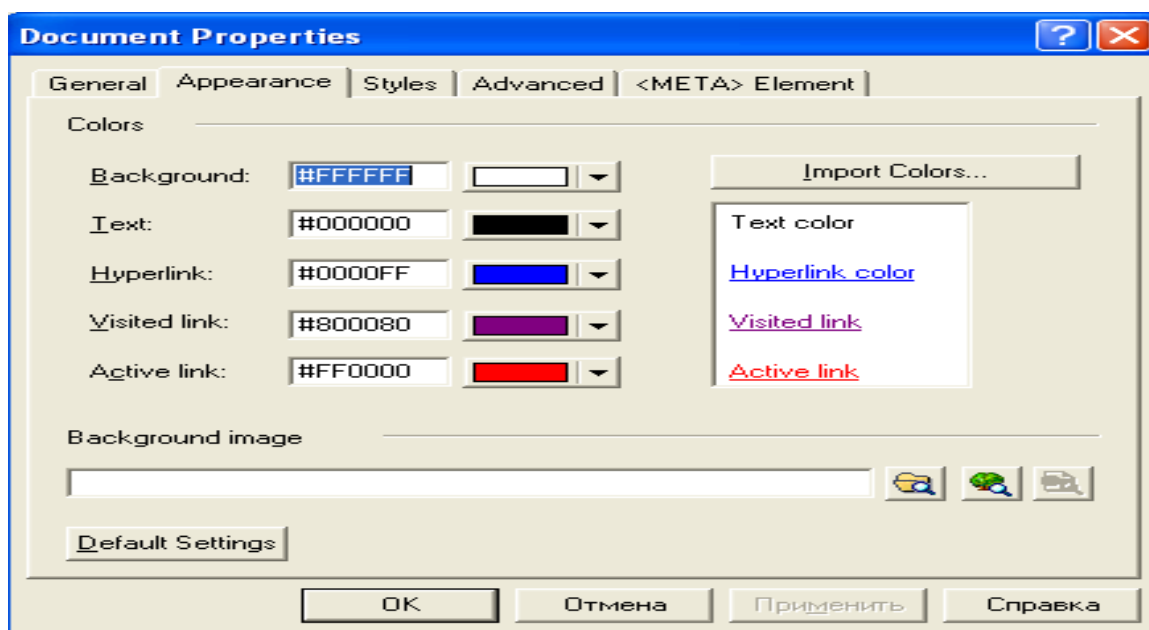 Document Properties
General Appearance Styles Advanced <META> Element
Colors
Background: #FFFFFF Import Colors...
Text: #000000 Text color
Hyperlink: #0000FF Hyperlink color
Visited link: #800080 Visited link
Active link: #FF0000 Active link
Background image
Default Settings
OK Отмена Применить Справка